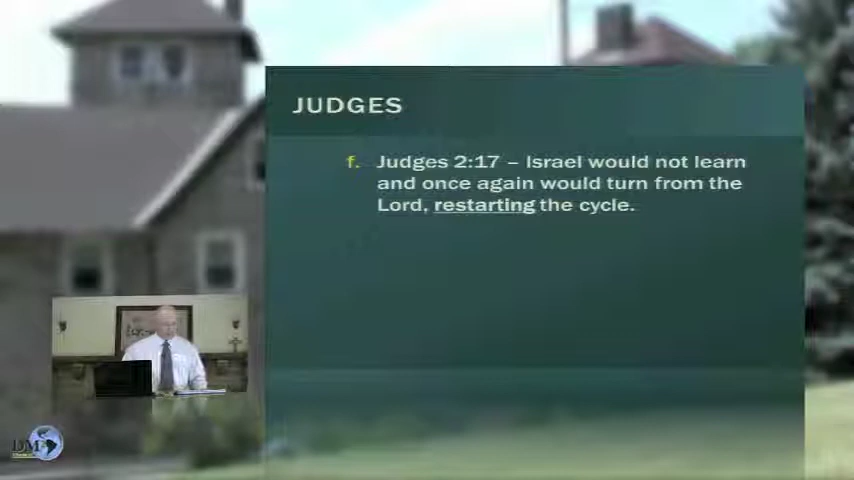 JUDGES
f. Judges 2:17 – Israel would not learn
and once again would turn from the
Lord, restarting the cycle.
DM